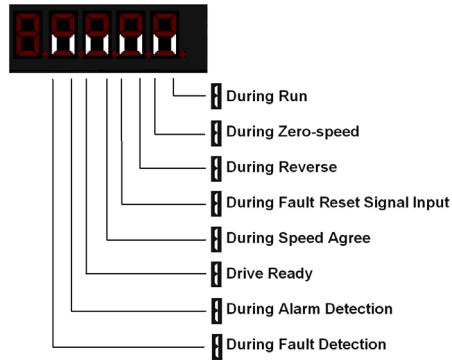 During Run
During Zero-speed
During Reverse
During Fault Reset Signal Input
During Speed Agree
Drive Ready
During Alarm Detection
During Fault Detection